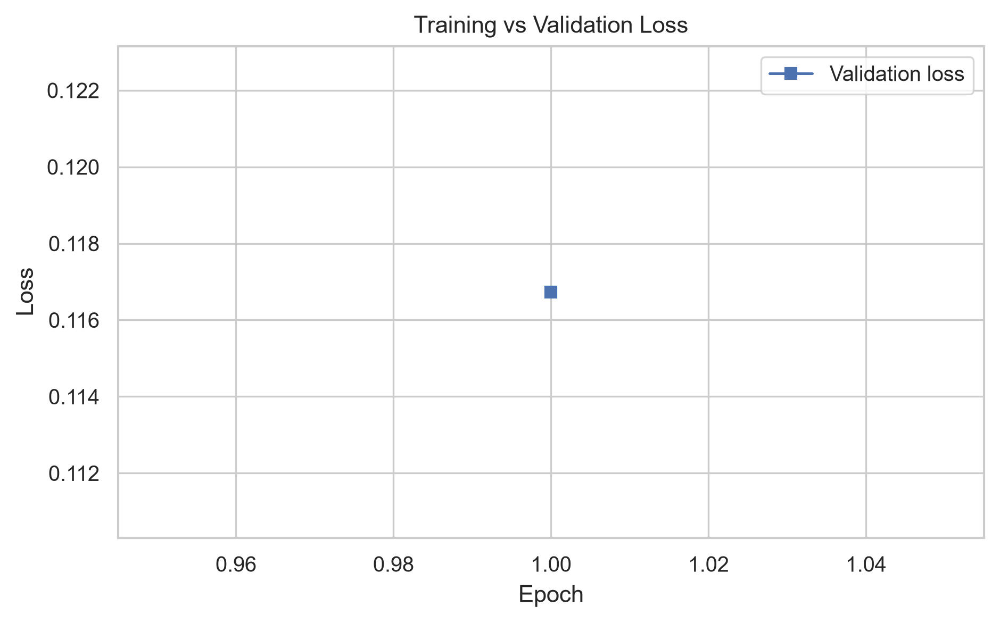 Training vs Validation Loss
Validation loss
0.122
0.120
0.118
0.116
0.114
0.112
Loss
0.96 0.98 1.00 1.02 1.04
Epoch